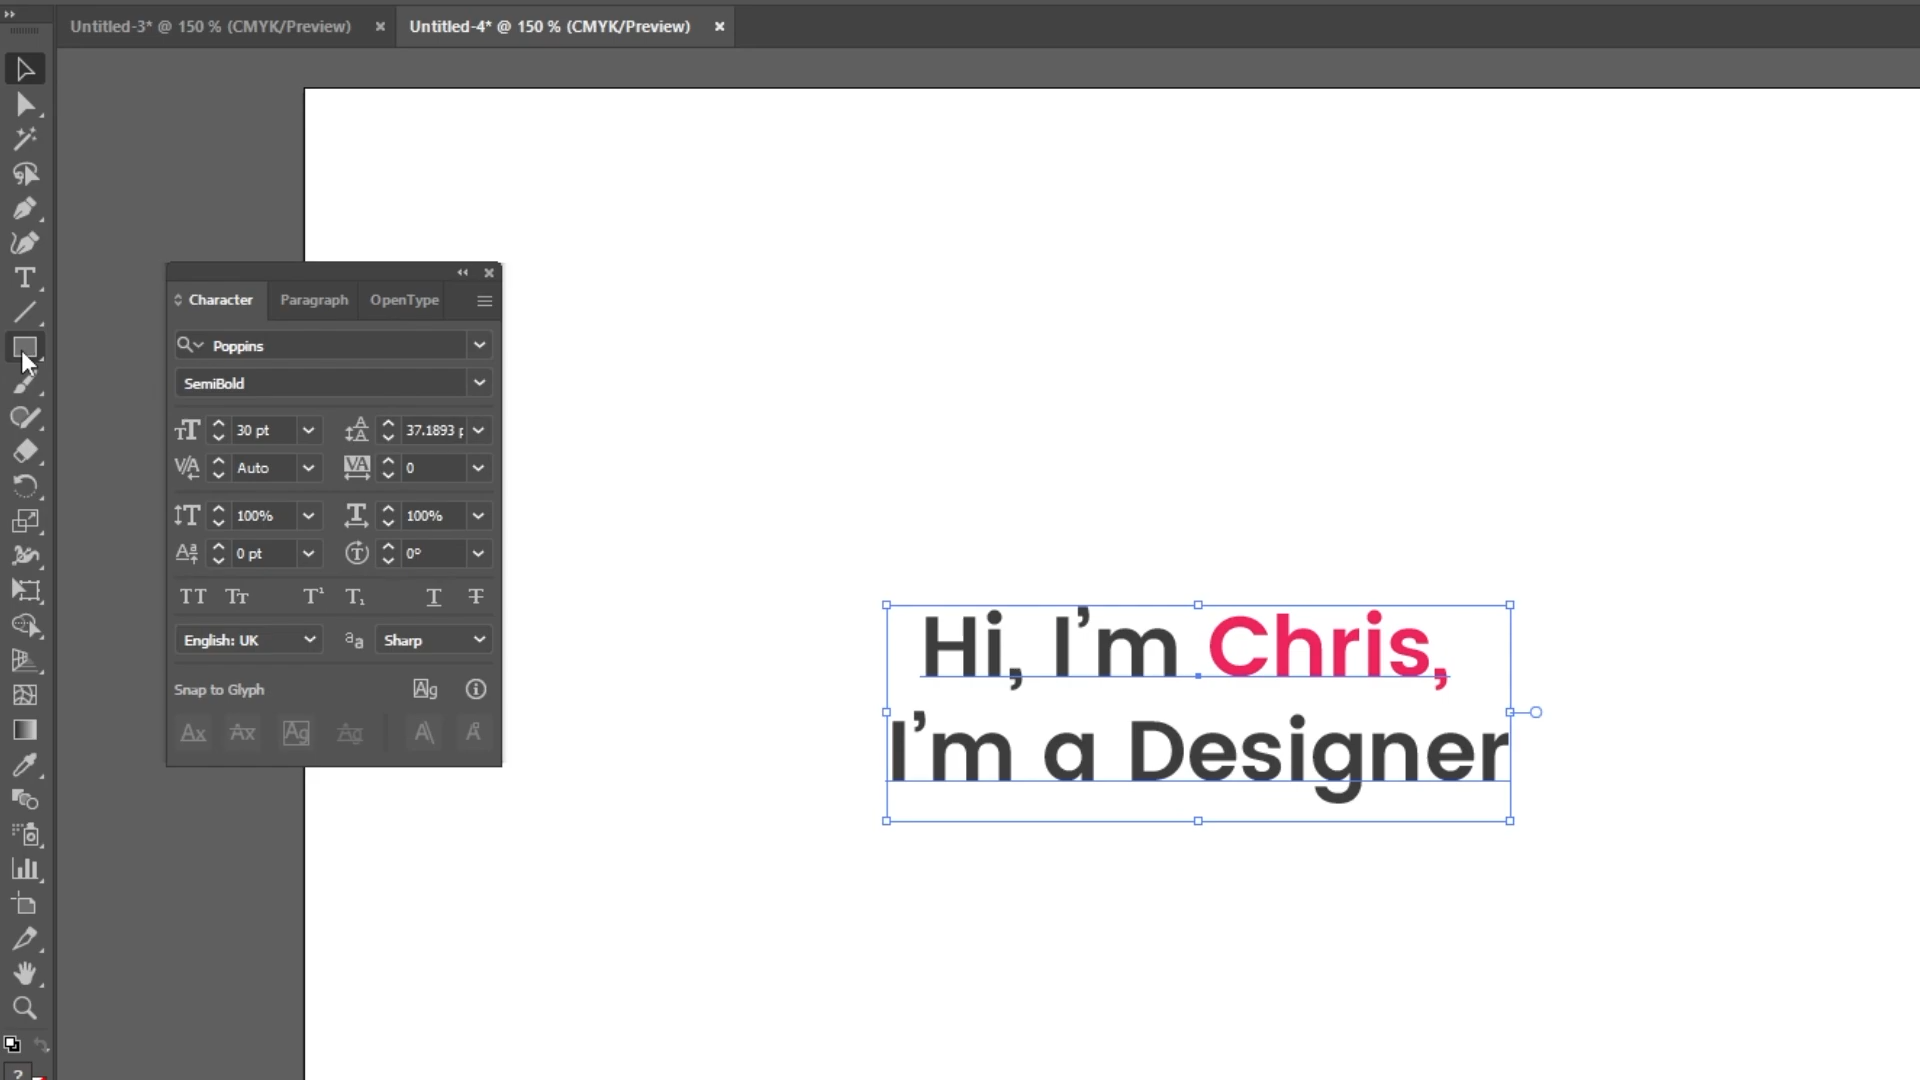 Untitled-3* @ 150 % (CMYK/Preview)
Untitled-4* @ 150 % (CMYK/Preview)
Character
Paragraph
OpenType
Poppins
SemiBold
30 pt
37.1893 p
Auto
0
100%
100%
0 pt
0°
English: UK
Sharp
Snap to Glyph
Hi, I’m Chris,
I’m a Designer